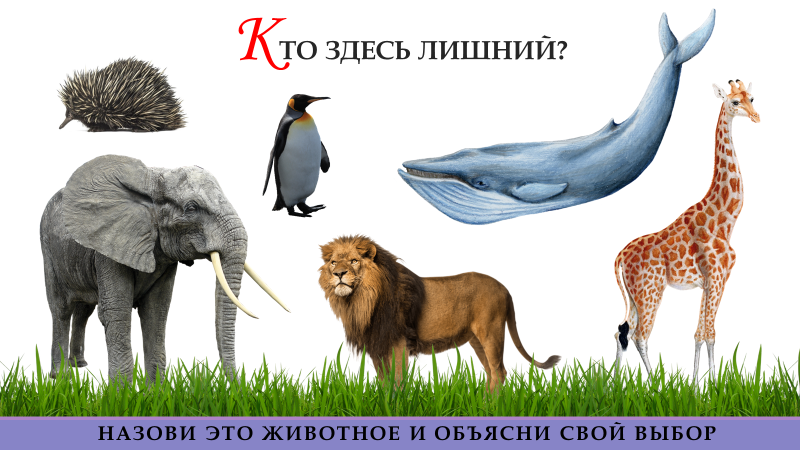 Кто здесь лишний?
НАЗОВИ ЭТО ЖИВОТНОЕ И ОБЪЯСНИ СВОЙ ВЫБОР